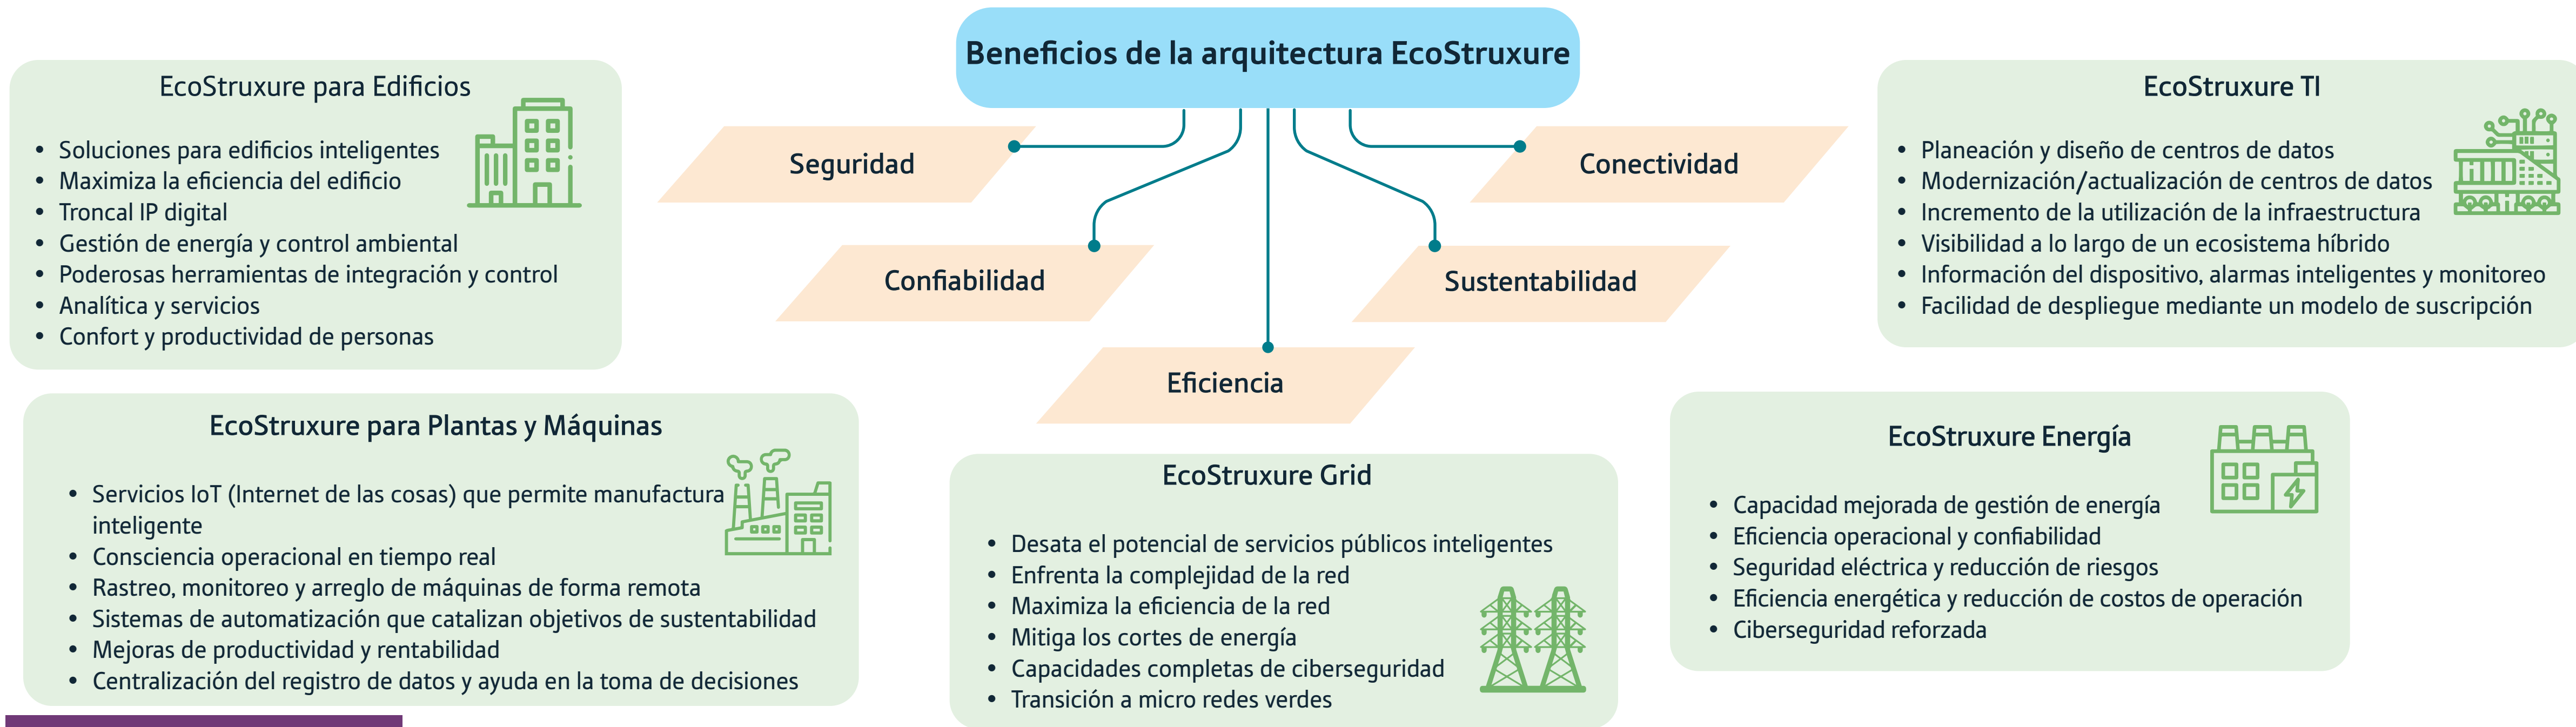 Beneficios de la arquitectura EcoStruxure
Seguridad
Conectividad
Confiabilidad
Sustentabilidad
Eficiencia
EcoStruxure para Edificios
• Soluciones para edificios inteligentes
• Maximiza la eficiencia del edificio
• Troncal IP digital
• Gestión de energía y control ambiental
• Poderosas herramientas de integración y control
• Analítica y servicios
• Confort y productividad de personas
EcoStruxure TI
• Planeación y diseño de centros de datos
• Modernización/actualización de centros de datos
• Incremento de la utilización de la infraestructura
• Visibilidad a lo largo de un ecosistema híbrido
• Información del dispositivo, alarmas inteligentes y monitoreo
• Facilidad de despliegue mediante un modelo de suscripción
EcoStruxure para Plantas y Máquinas
• Servicios IoT (Internet de las cosas) que permite manufactura
inteligente
• Consciencia operacional en tiempo real
• Rastreo, monitoreo y arreglo de máquinas de forma remota
• Sistemas de automatización que catalizan objetivos de sustentabilidad
• Mejoras de productividad y rentabilidad
• Centralización del registro de datos y ayuda en la toma de decisiones
EcoStruxure Grid
• Desata el potencial de servicios públicos inteligentes
• Enfrenta la complejidad de la red
• Maximiza la eficiencia de la red
• Mitiga los cortes de energía
• Capacidades completas de ciberseguridad
• Transición a micro redes verdes
EcoStruxure Energía
• Capacidad mejorada de gestión de energía
• Eficiencia operacional y confiabilidad
• Seguridad eléctrica y reducción de riesgos
• Eficiencia energética y reducción de costos de operación
• Ciberseguridad reforzada